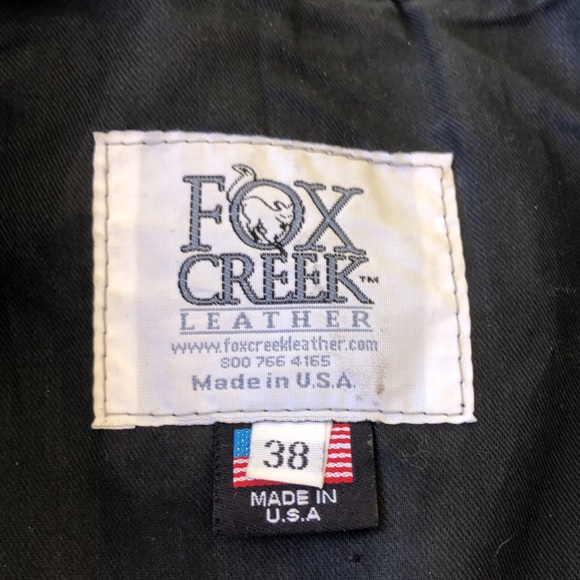 FOX
CREEK™
LEATHER
www.foxcreekleather.com
800 766 4165
Made in U.S.A.
38
MADE IN
U.S.A